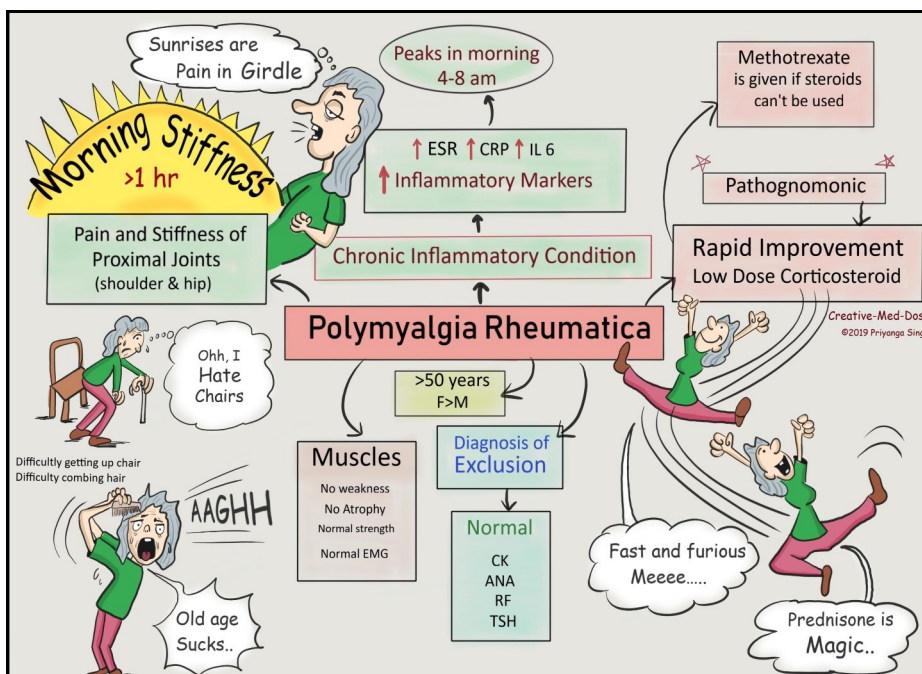 Sunrises are
Pain in Girdle
Morning Stiffness
>1 hr
Pain and Stiffness of
Proximal Joints
(shoulder & hip)
Peaks in morning
4-8 am
↑ ESR ↑ CRP ↑ IL 6
↑ Inflammatory Markers
Chronic Inflammatory Condition
Polymyalgia Rheumatica
Methotrexate
is given if steroids
can't be used
Pathognomonic
Rapid Improvement
Low Dose Corticosteroid
Creative-Med-Dos
©2019 Priyanga Sing
Ohh, I
Hate
Chairs
Difficultly getting up chair
Difficulty combing hair
AAGHH
Old age
Sucks..
>50 years
F>M
Muscles
No weakness
No Atrophy
Normal strength
Normal EMG
Diagnosis of
Exclusion
Normal
CK
ANA
RF
TSH
Fast and furious
Meeee.....
Prednisone is
Magic..